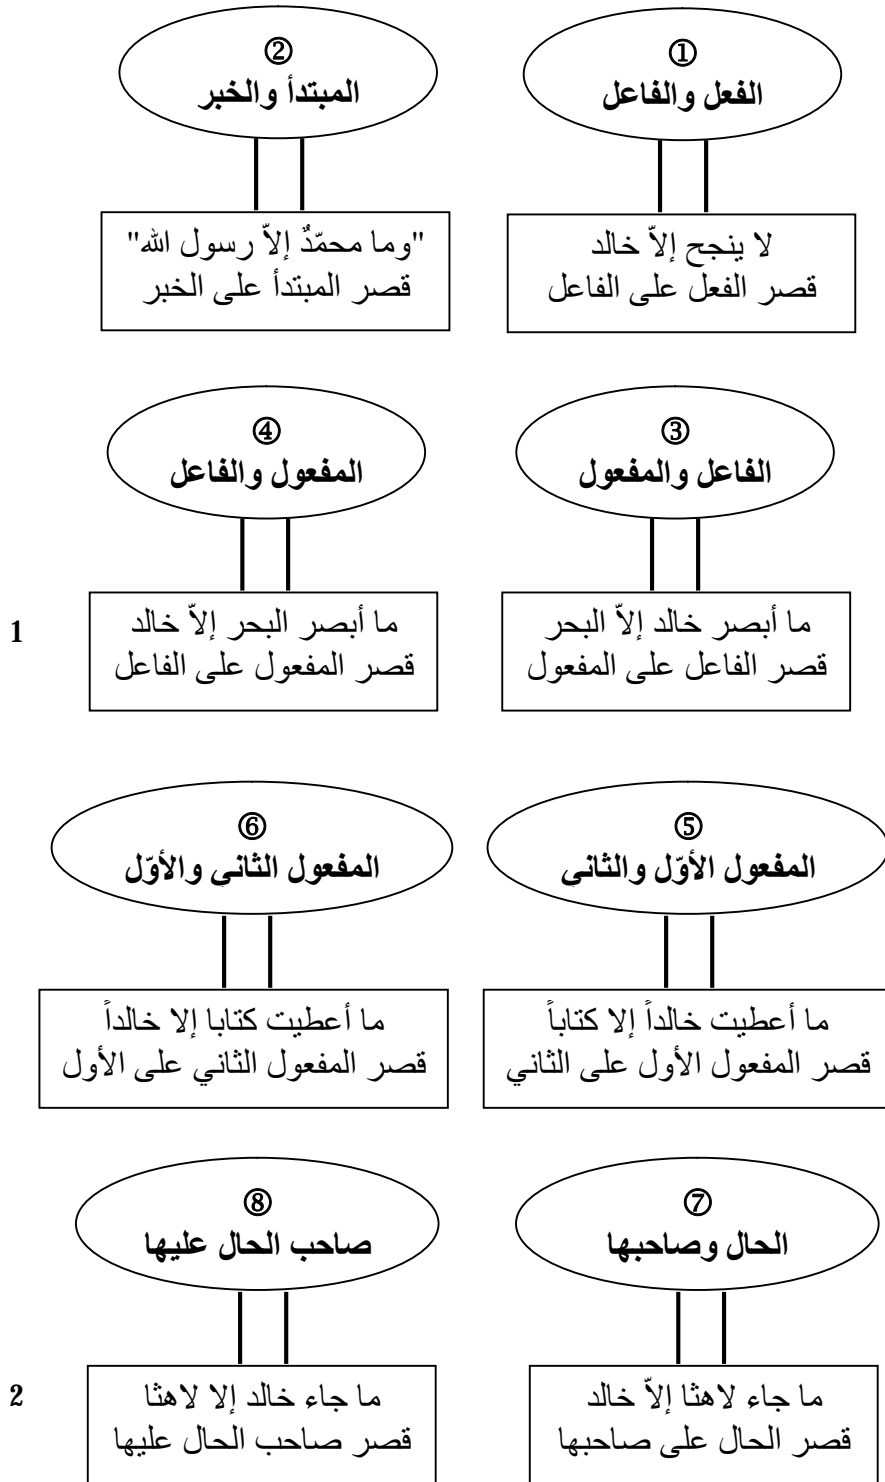 ①
الفعل والفاعل
لا ينجح إلاّ خالد
قصر الفعل على الفاعل
②
المبتدأ والخبر
"وما محمّدٌ إلاّ رسول الله"
قصر المبتدأ على الخبر
③
الفاعل والمفعول
ما أبصر خالد إلاّ البحر
قصر الفاعل على المفعول
④
المفعول والفاعل
ما أبصر البحر إلاّ خالد
قصر المفعول على الفاعل
1
⑤
المفعول الأوّل والثاني
ما أعطيت خالداً إلا كتاباً
قصر المفعول الأول على الثاني
⑥
المفعول الثاني والأوّل
ما أعطيت كتابا إلا خالداً
قصر المفعول الثاني على الأول
⑦
الحال وصاحبها
ما جاء لاهثا إلاّ خالد
قصر الحال على صاحبها
⑧
صاحب الحال عليها
ما جاء خالد إلا لاهثا
قصر صاحب الحال عليها
2